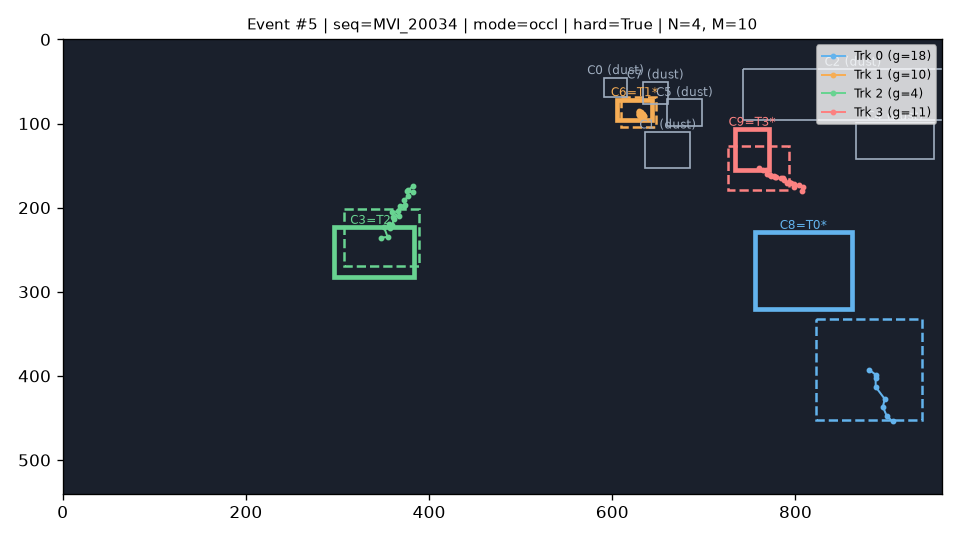 Event #5 | seq=MVI_20034 | mode=occl | hard=True | N=4, M=10
0
100
200
300
400
500
0
200
400
600
800
Trk 0 (g=18)
Trk 1 (g=10)
Trk 2 (g=4)
Trk 3 (g=11)
C0 (dust)
(dust)
C6=T1*
C5 (dust)
(dust)
C9=T3*
C3=T2
C8=T0*